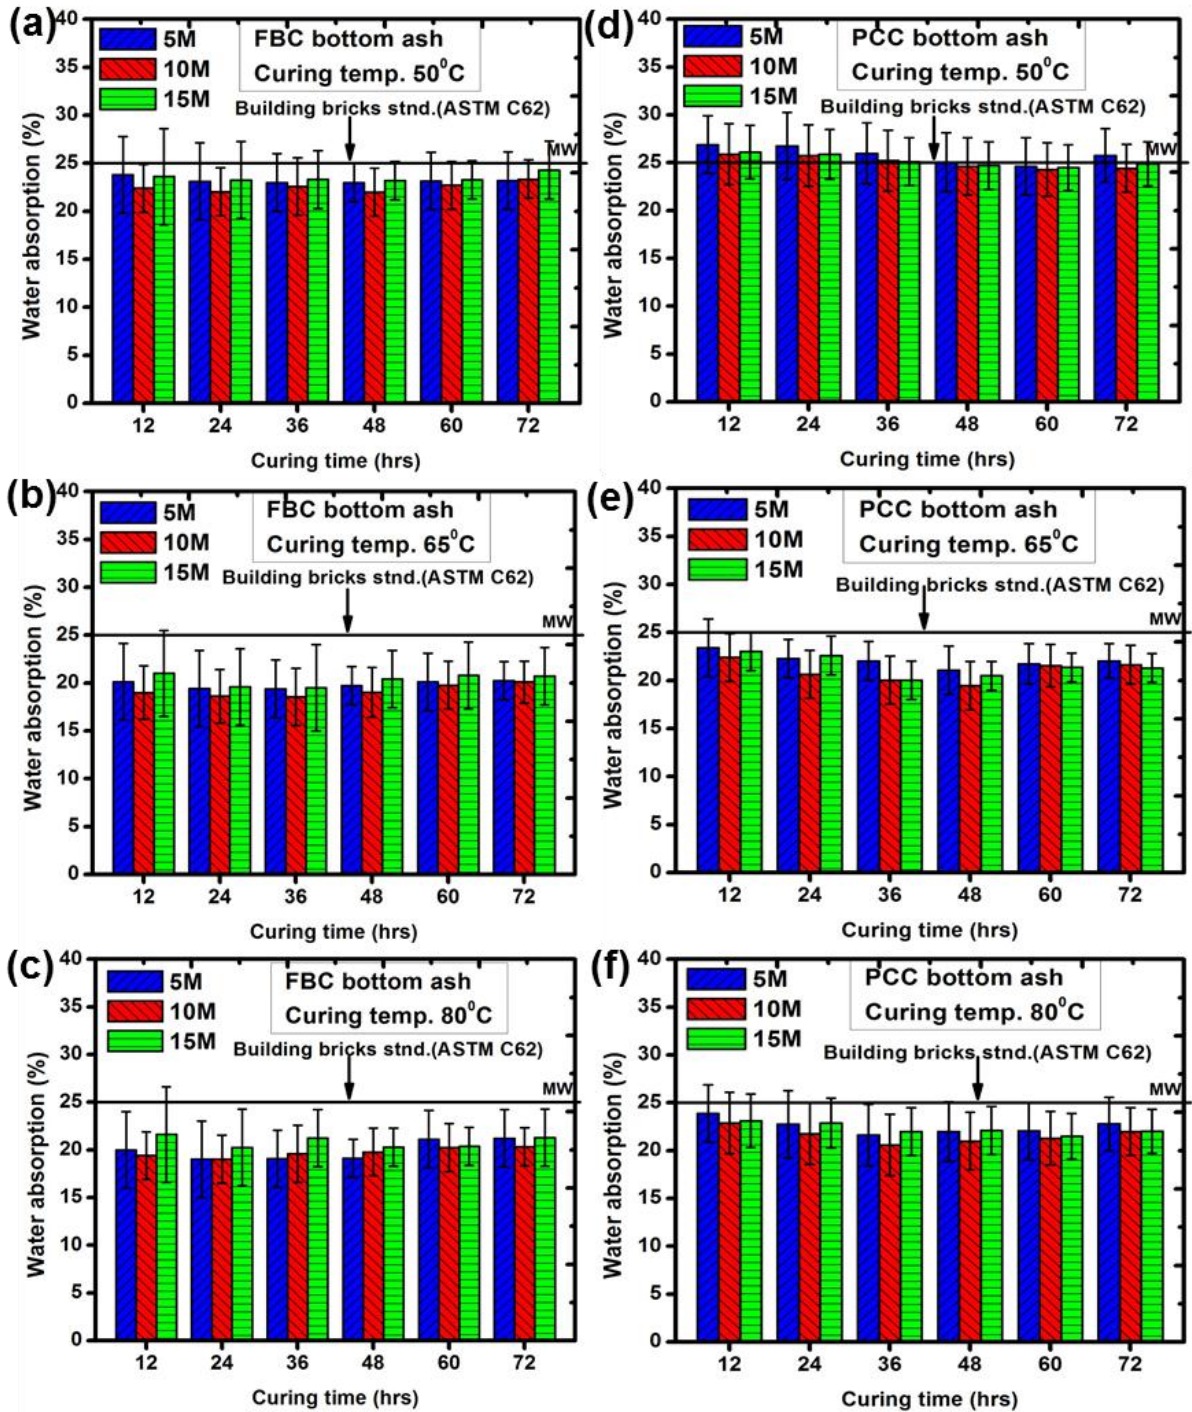 (a)
40
35
30
25
20
15
10
5
0
Water absorption (%)
5M
10M
15M
FBC bottom ash
Curing temp. 50⁰C
Building bricks stnd.(ASTM C62)
MW
12 24 36 48 60 72
Curing time (hrs)
(d)
40
35
30
25
20
15
10
5
0
Water absorption (%)
5M
10M
15M
PCC bottom ash
Curing temp. 50⁰C
Building bricks stnd.(ASTM C62)
MW
12 24 36 48 60 72
Curing time (hrs)
(b)
40
35
30
25
20
15
10
5
0
Water absorption (%)
5M
10M
15M
FBC bottom ash
Curing temp. 65⁰C
Building bricks stnd.(ASTM C62)
MW
12 24 36 48 60 72
Curing time (hrs)
(e)
40
35
30
25
20
15
10
5
0
Water absorption (%)
5M
10M
15M
PCC bottom ash
Curing temp. 65⁰C
Building bricks stnd.(ASTM C62)
MW
12 24 36 48 60 72
Curing time (hrs)
(c)
40
35
30
25
20
15
10
5
0
Water absorption (%)
5M
10M
15M
FBC bottom ash
Curing temp. 80⁰C
Building bricks stnd.(ASTM C62)
MW
12 24 36 48 60 72
Curing time (hrs)
(f)
40
35
30
25
20
15
10
5
0
Water absorption (%)
5M
10M
15M
PCC bottom ash
Curing temp. 80⁰C
Building bricks stnd.(ASTM C62)
MW
12 24 36 48 60 72
Curing time (hrs)